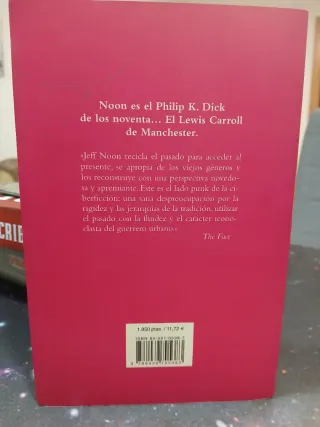 CRIB
Noon es el Philip K. Dick
de los noventa... El Lewis Carroll
de Manchester.
«Jeff Noon recicla el pasado para acceder al
presente, se apropia de los viejos géneros y
los reconstruye con una perspectiva novedo-
sa y apremiante. Este es el lado punk de la ci-
berficción: una sana despreocupación por la
rigidez y las jerarquías de la tradición, utilizar
el pasado con la fluidez y el carácter icono-
clasta del guerrero urbano.»
The Face
1.950 ptas. / 11,72 €